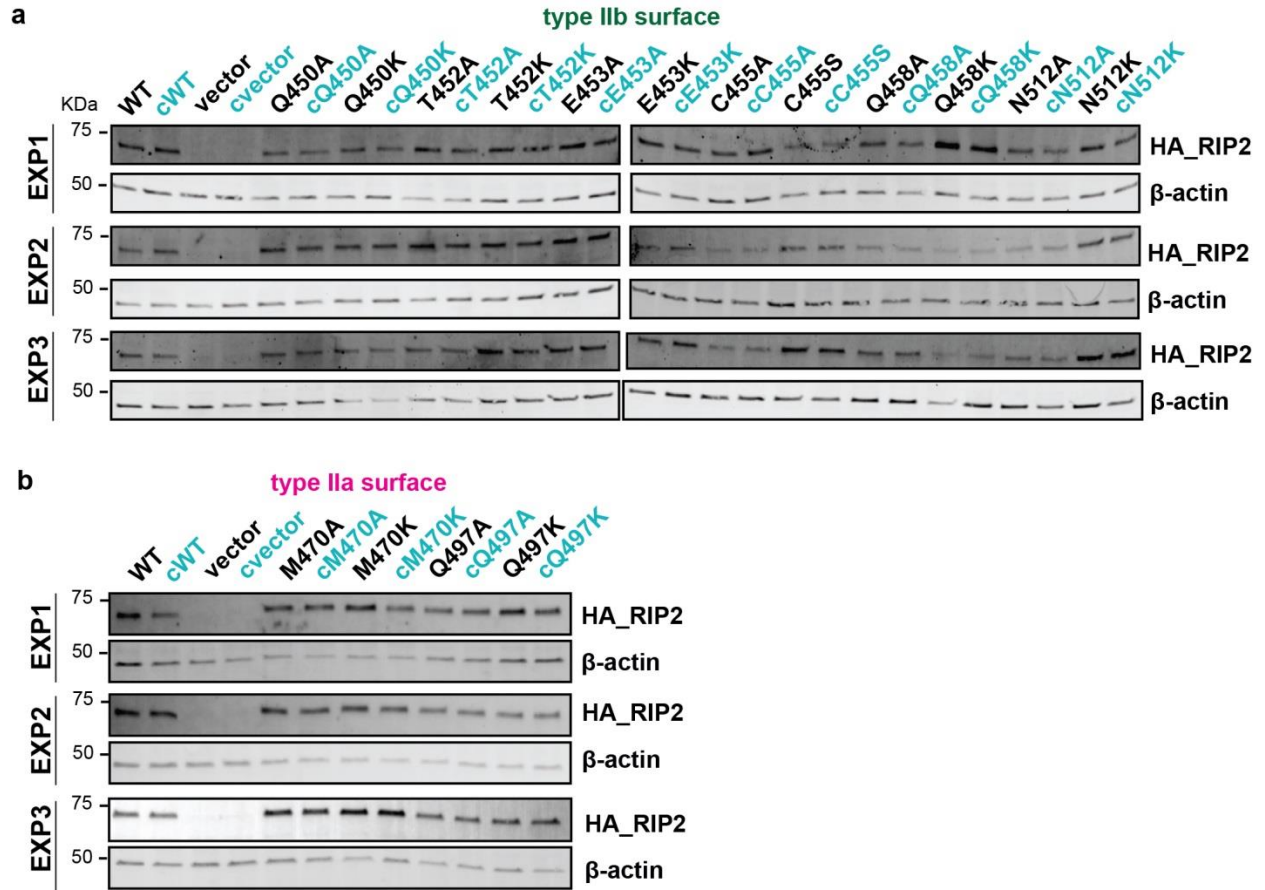 a
type IIb surface
WT cWT vector cvector Q450A cQ450A Q450K cQ450K T452A cT452A T452K cT452K E453A cE453A E453K cE453K C455A cC455A C455S cC455S Q458A cQ458A Q458K cQ458K N512A cN512A N512K cN512K
KDa
EXP1
75
HA_RIP2
50
β-actin
EXP2
75
HA_RIP2
50
β-actin
EXP3
75
HA_RIP2
50
β-actin
b
type IIa surface
WT cWT vector cvector M470A cM470A M470K cM470K Q497A cQ497A Q497K cQ497K
EXP1
75
HA_RIP2
50
β-actin
EXP2
75
HA_RIP2
50
β-actin
EXP3
75
HA_RIP2
50
β-actin